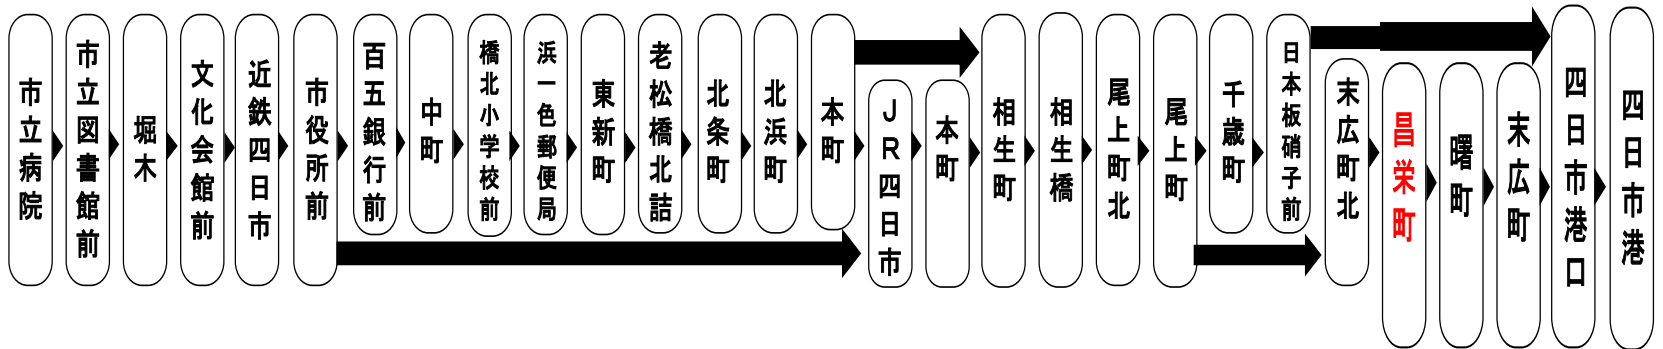 市立病院
市立図書館前
堀木
文化会館前
近鉄四日市
市役所前
百五銀行前
中町
橋北小学校前
浜一色郵便局
東新町
老松橋北詰
北条町
北浜町
本町
JR四日市
本町
相生町
相生橋
尾上町北
尾上町
千歳町
日本板硝子前
末広町北
昌栄町
曙町
末広町
四日市港口
四日市港